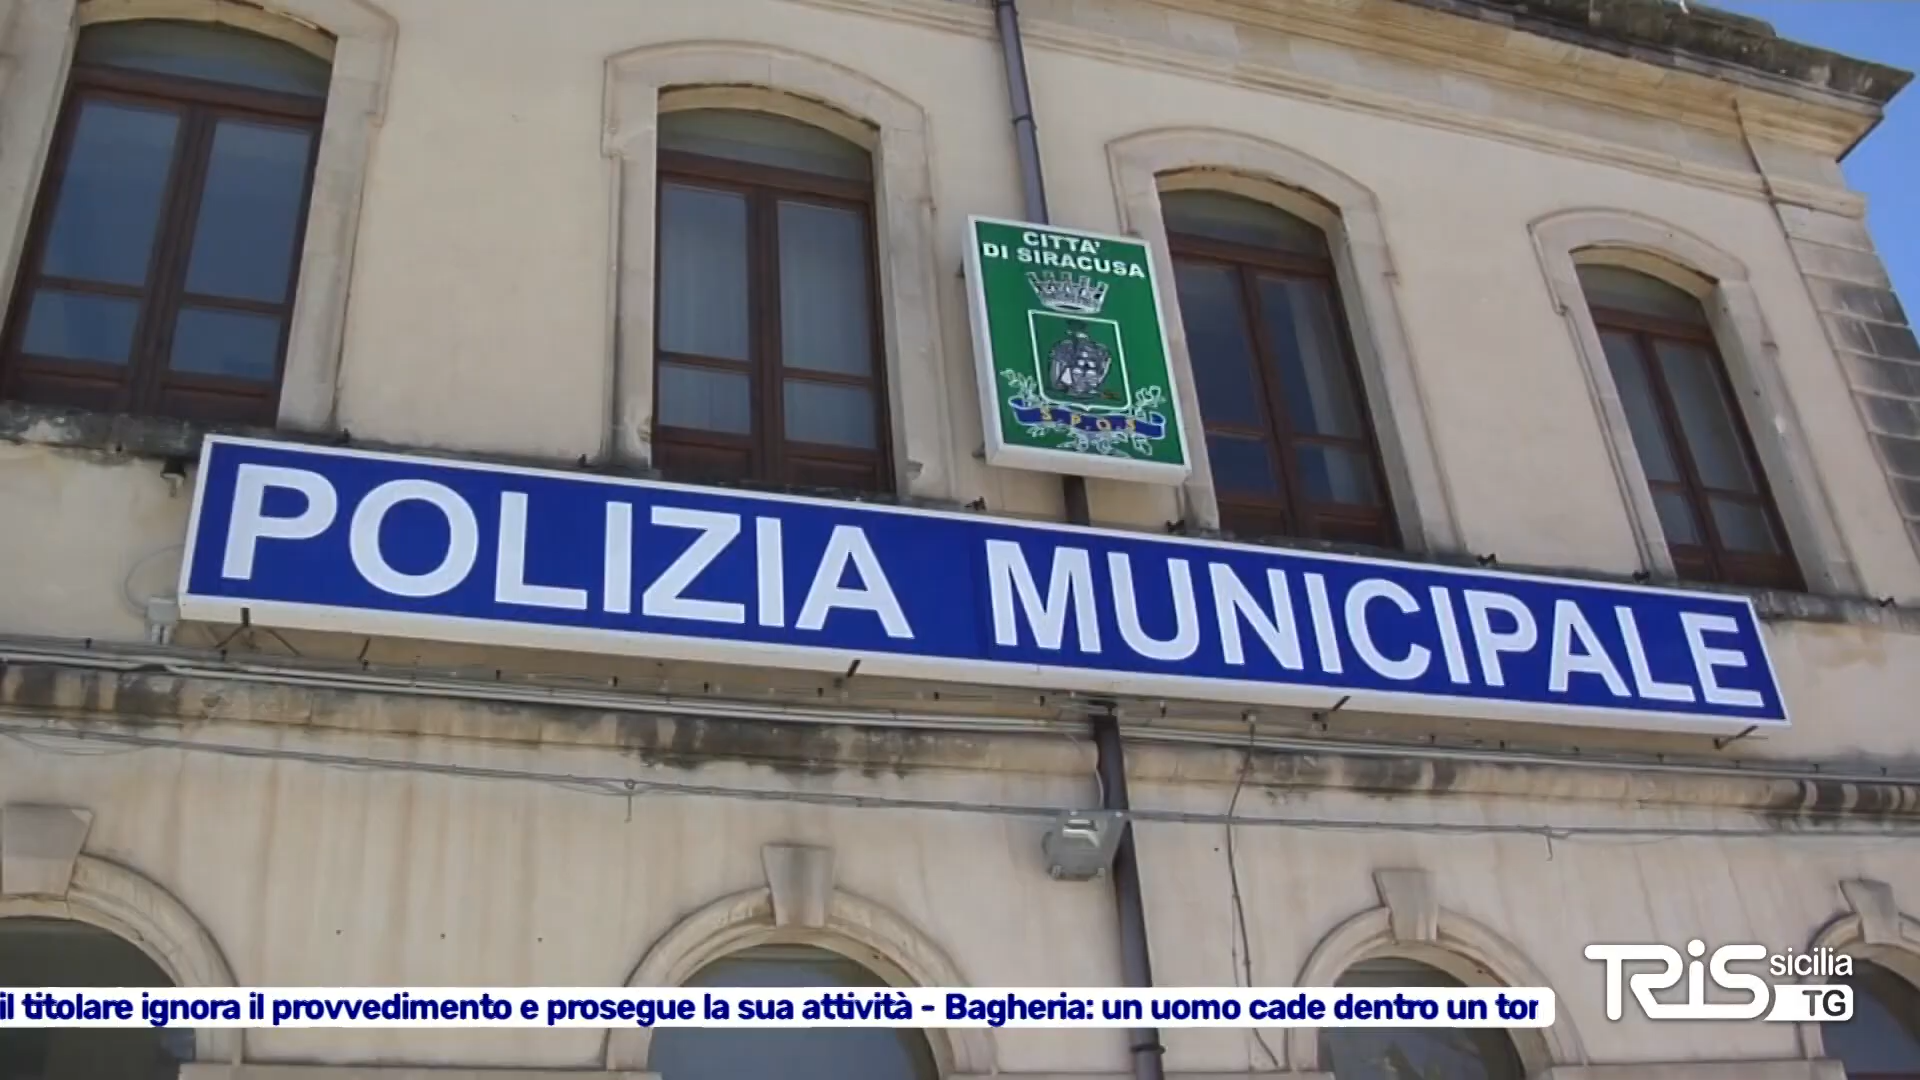 CITTA'
DI SIRACUSA
S.P.Q.S
POLIZIA MUNICIPALE
il titolare ignora il provvedimento e prosegue la sua attività - Bagheria: un uomo cade dentro un tor
TRiS sicilia
TG